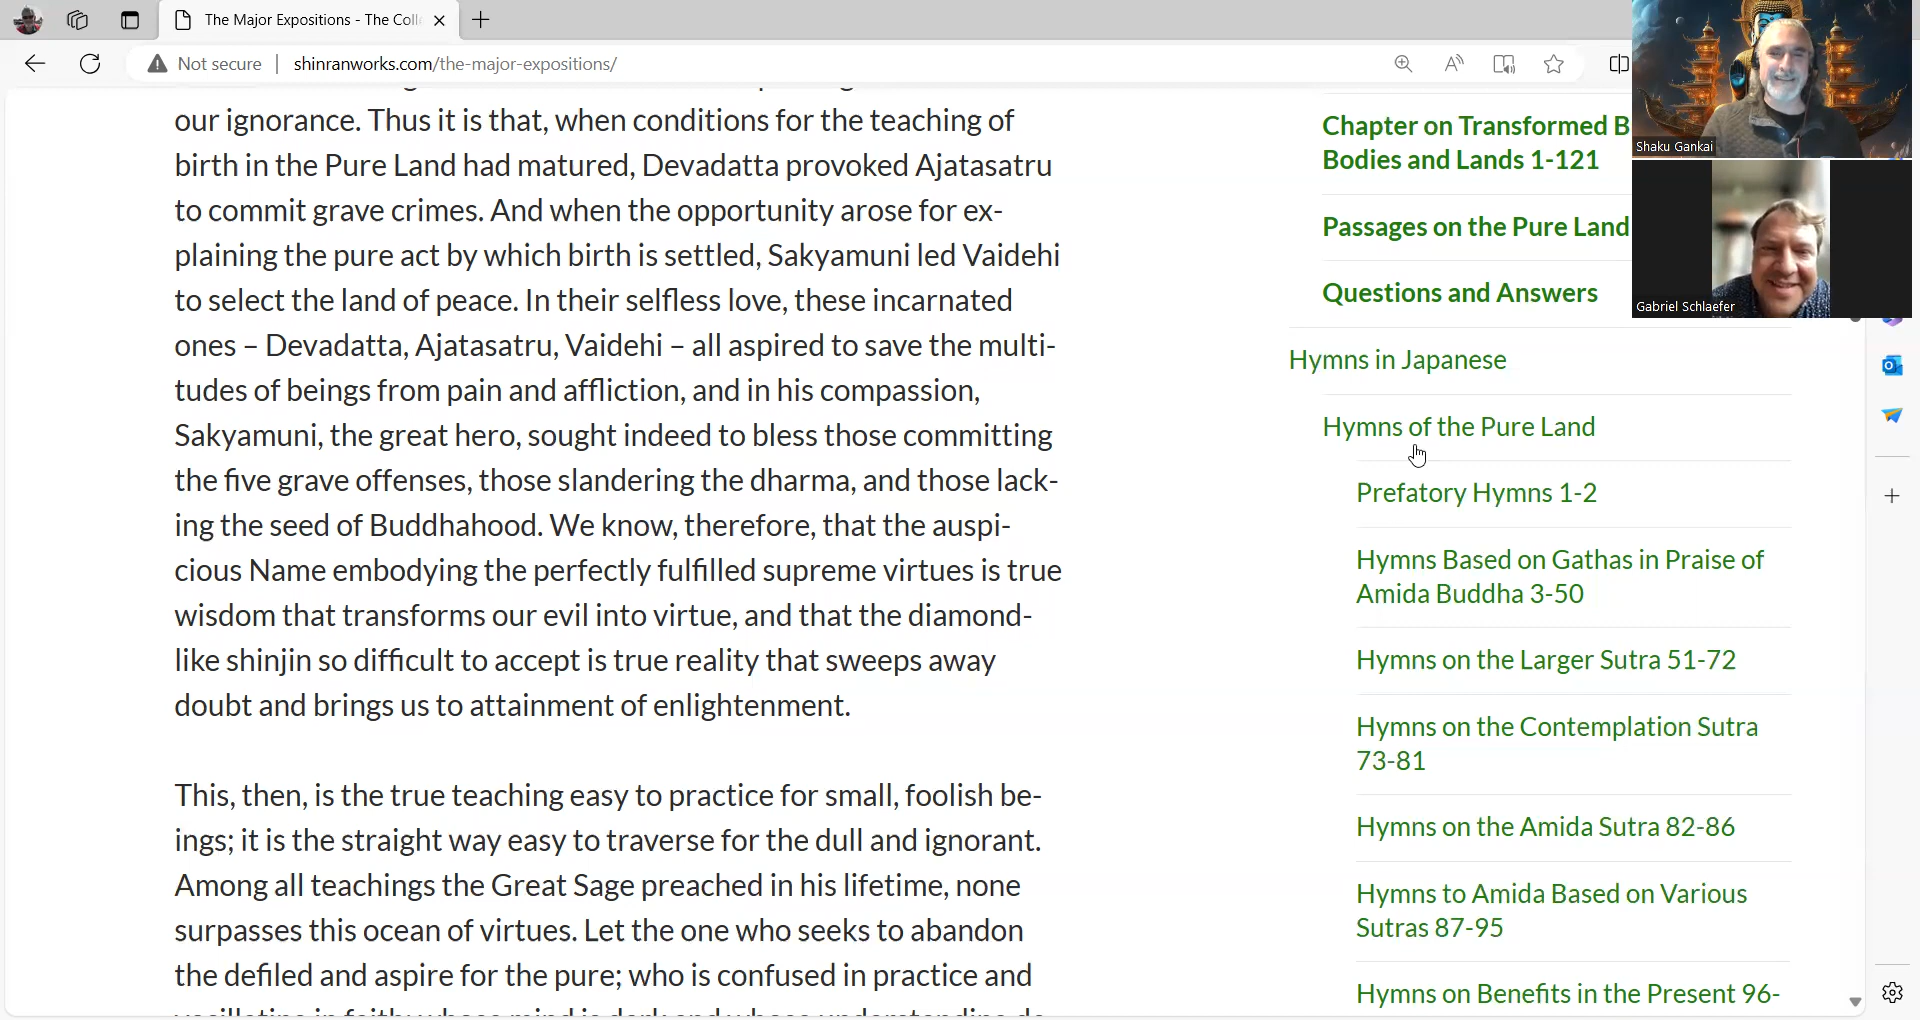 The Major Expositions - The Coll
Not secure
shinranworks.com/the-major-expositions/
our ignorance. Thus it is that, when conditions for the teaching of
birth in the Pure Land had matured, Devadatta provoked Ajatasatru
to commit grave crimes. And when the opportunity arose for ex-
plaining the pure act by which birth is settled, Sakyamuni led Vaidehi
to select the land of peace. In their selfless love, these incarnated
ones – Devadatta, Ajatasatru, Vaidehi – all aspired to save the multi-
tudes of beings from pain and affliction, and in his compassion,
Sakyamuni, the great hero, sought indeed to bless those committing
the five grave offenses, those slandering the dharma, and those lack-
ing the seed of Buddhahood. We know, therefore, that the auspi-
cious Name embodying the perfectly fulfilled supreme virtues is true
wisdom that transforms our evil into virtue, and that the diamond-
like shinjin so difficult to accept is true reality that sweeps away
doubt and brings us to attainment of enlightenment.
This, then, is the true teaching easy to practice for small, foolish be-
ings; it is the straight way easy to traverse for the dull and ignorant.
Among all teachings the Great Sage preached in his lifetime, none
surpasses this ocean of virtues. Let the one who seeks to abandon
the defiled and aspire for the pure; who is confused in practice and
Chapter on Transformed B
Bodies and Lands 1-121
Passages on the Pure Land
Questions and Answers
Hymns in Japanese
Hymns of the Pure Land
Prefatory Hymns 1-2
Hymns Based on Gathas in Praise of
Amida Buddha 3-50
Hymns on the Larger Sutra 51-72
Hymns on the Contemplation Sutra
73-81
Hymns on the Amida Sutra 82-86
Hymns to Amida Based on Various
Sutras 87-95
Hymns on Benefits in the Present 96-
Shaku Gankai
Gabriel Schlaefer